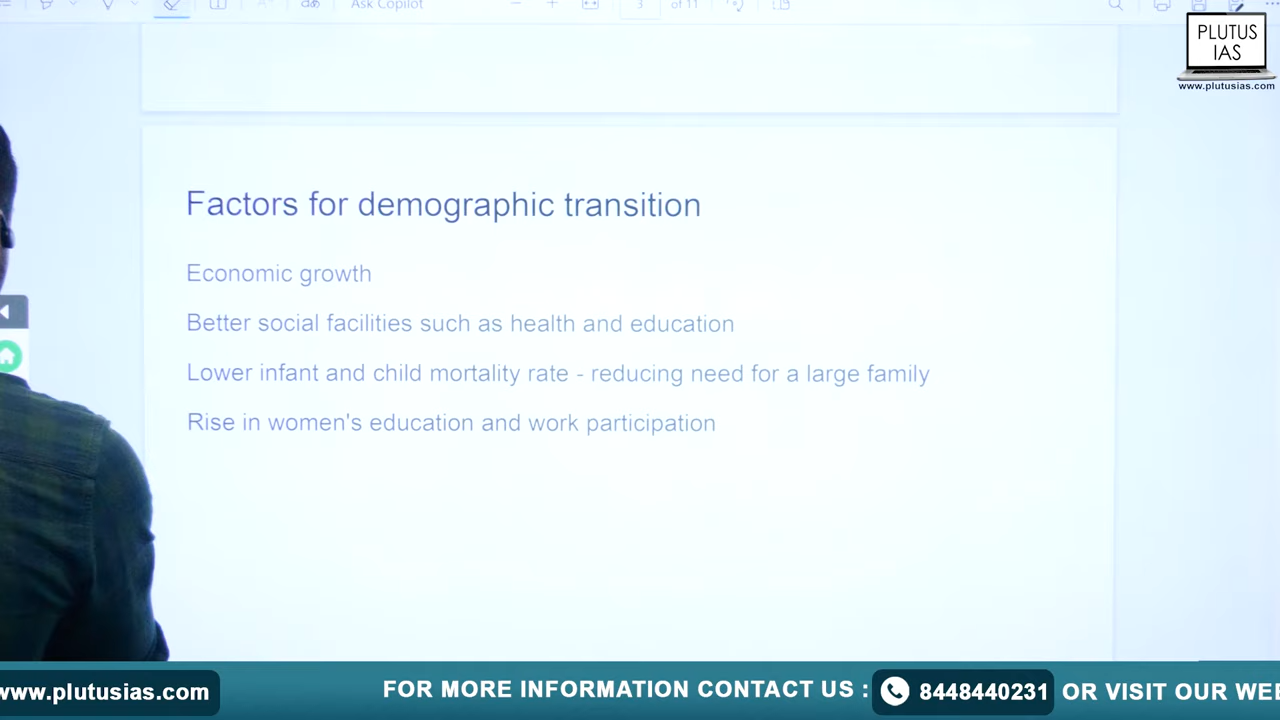 Ask Copilot
3
of 11
PLUTUS
IAS
www.plutusias.com
Factors for demographic transition
Economic growth
Better social facilities such as health and education
Lower infant and child mortality rate - reducing need for a large family
Rise in women's education and work participation
www.plutusias.com
FOR MORE INFORMATION CONTACT US :
8448440231
OR VISIT OUR WE